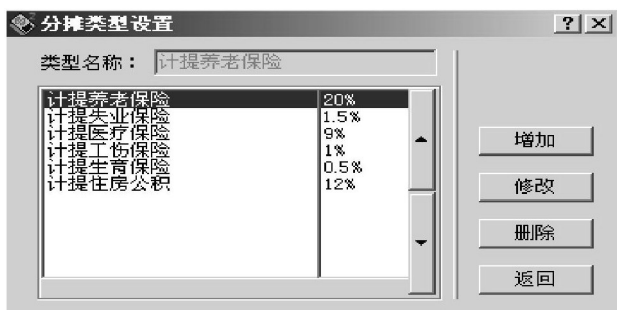 分摊类型设置
类型名称： 计提养老保险
计提养老保险 20%
计提失业保险 1.5%
计提医疗保险 9%
计提工伤保险 1%
计提生育保险 0.5%
计提住房公积 12%
增加
修改
删除
返回